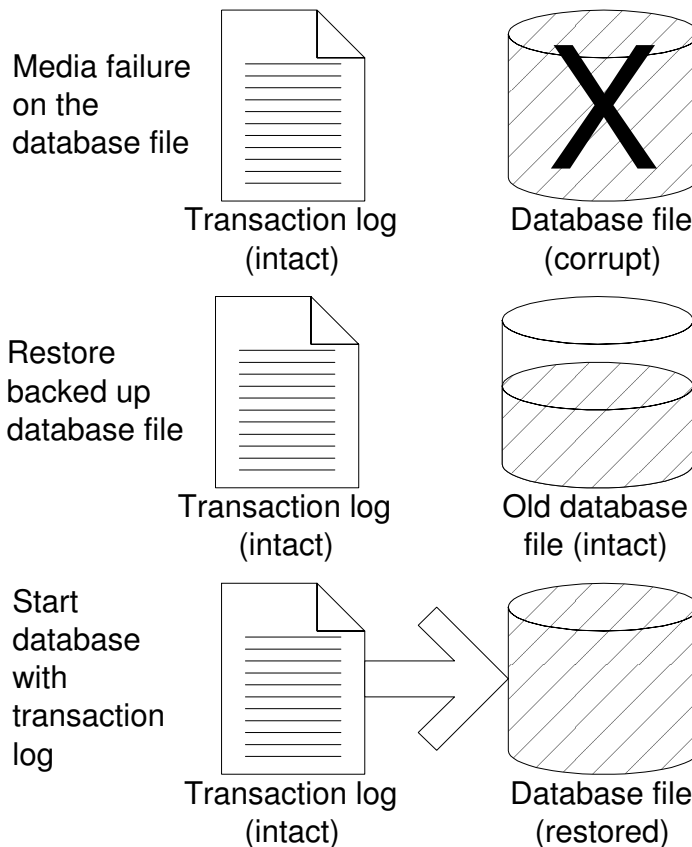 Media failure
on the
database file
Transaction log
(intact)
Database file
(corrupt)
Restore
backed up
database file
Transaction log
(intact)
Old database
file (intact)
Start
database
with
transaction
log
Transaction log
(intact)
Database file
(restored)